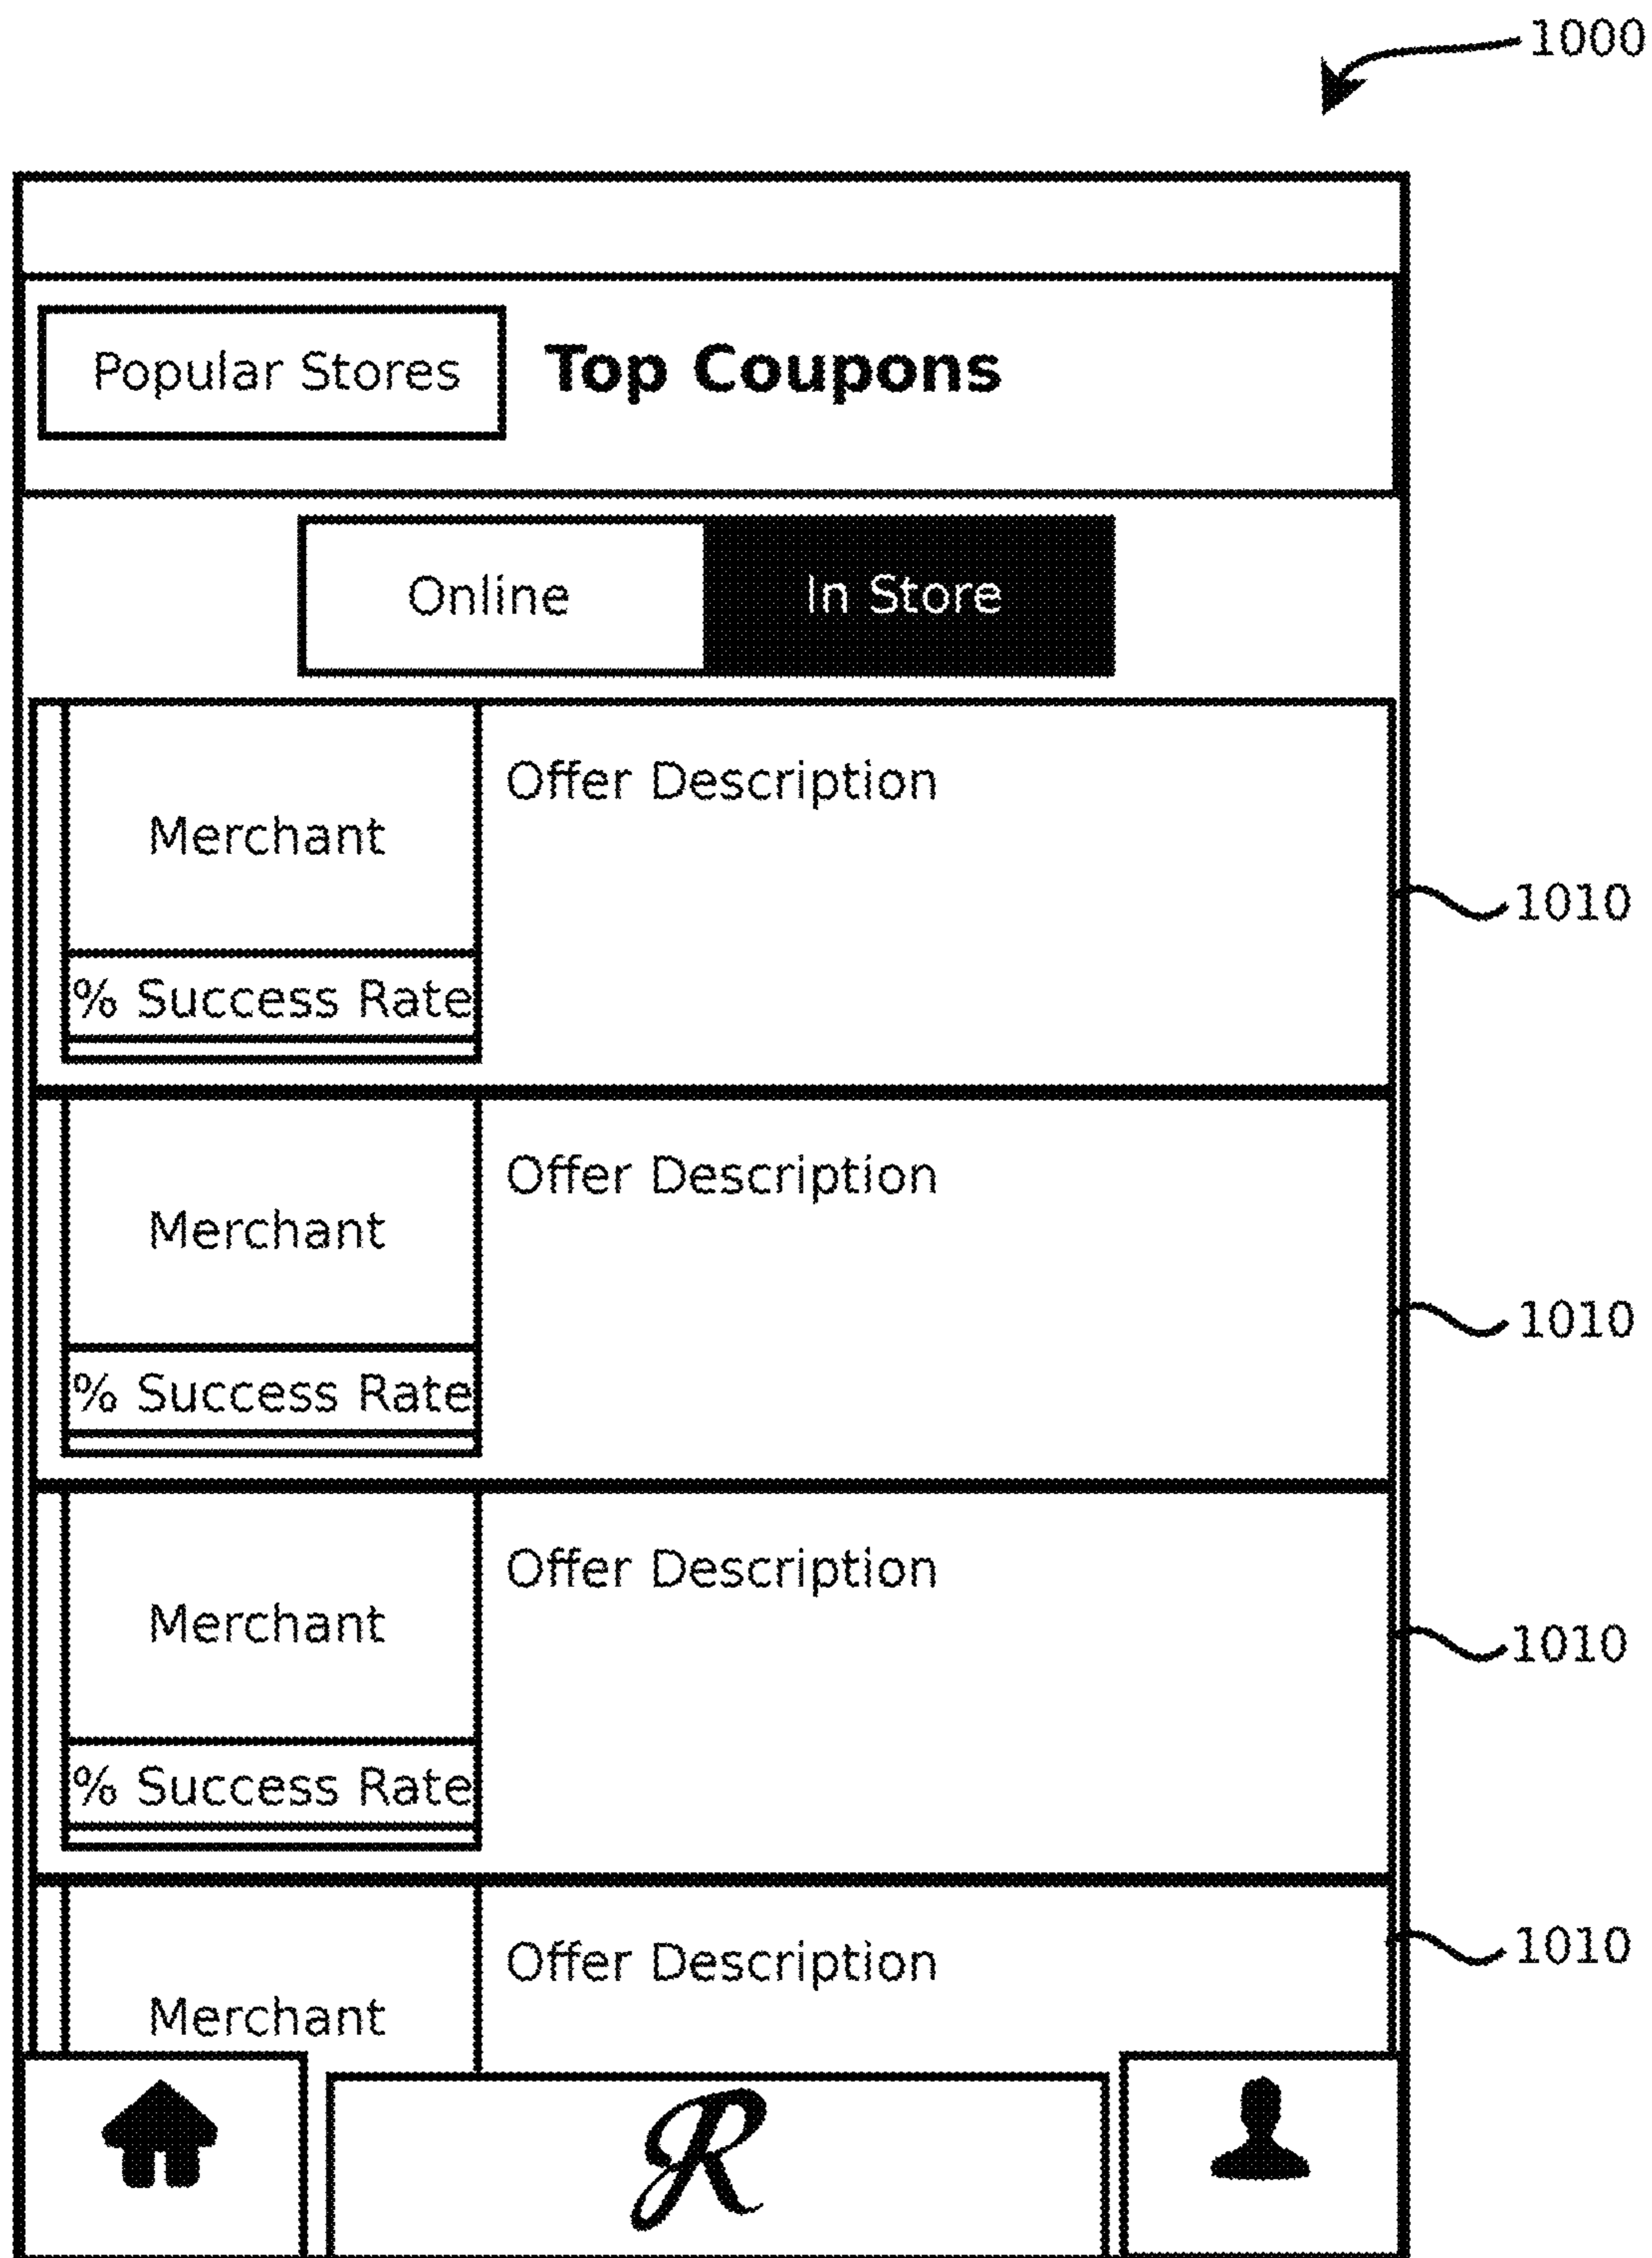 1000
Popular Stores Top Coupons
Online In Store
Offer Description
Merchant
1010
% Success Rate
Offer Description
Merchant
1010
% Success Rate
Offer Description
Merchant
1010
% Success Rate
Offer Description
1010
Merchant
R